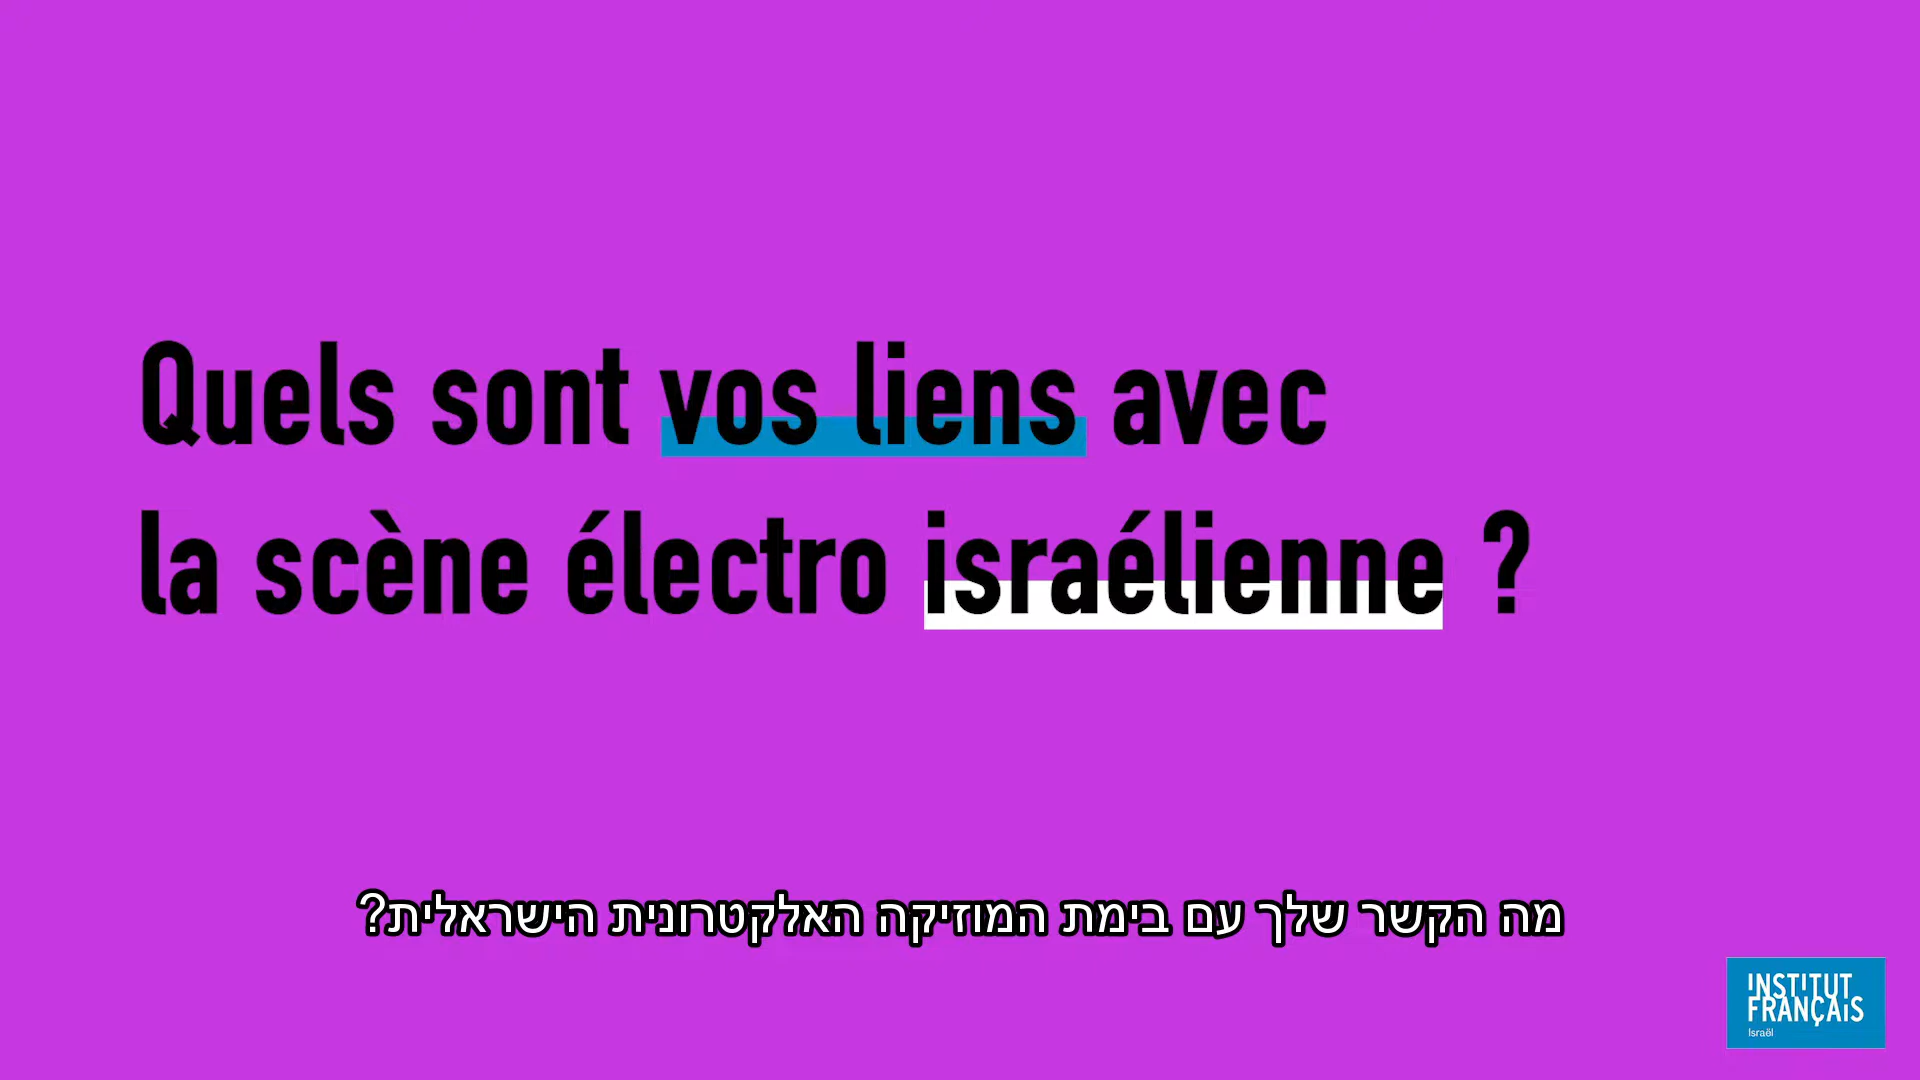 Quels sont vos liens avec
la scène électro israélienne ?
מה הקשר שלך עם בימת המוזיקה האלקטרונית הישראלית?
INSTITUT
FRANÇAIS
Israël